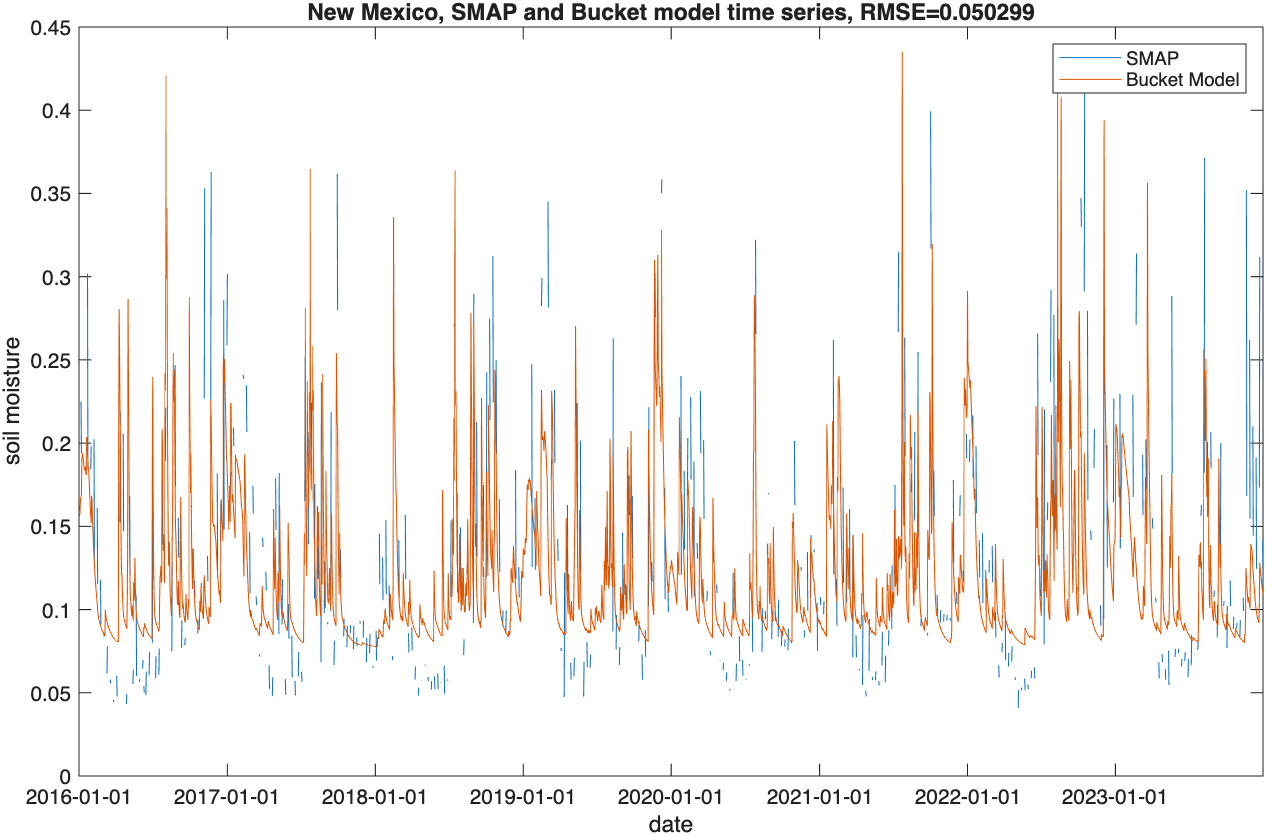 New Mexico, SMAP and Bucket model time series, RMSE=0.050299
0.45
SMAP
Bucket Model
0.4
0.35
0.3
0.25
soil moisture
0.2
0.15
0.1
0.05
0
2016-01-01 2017-01-01 2018-01-01 2019-01-01 2020-01-01 2021-01-01 2022-01-01 2023-01-01
date